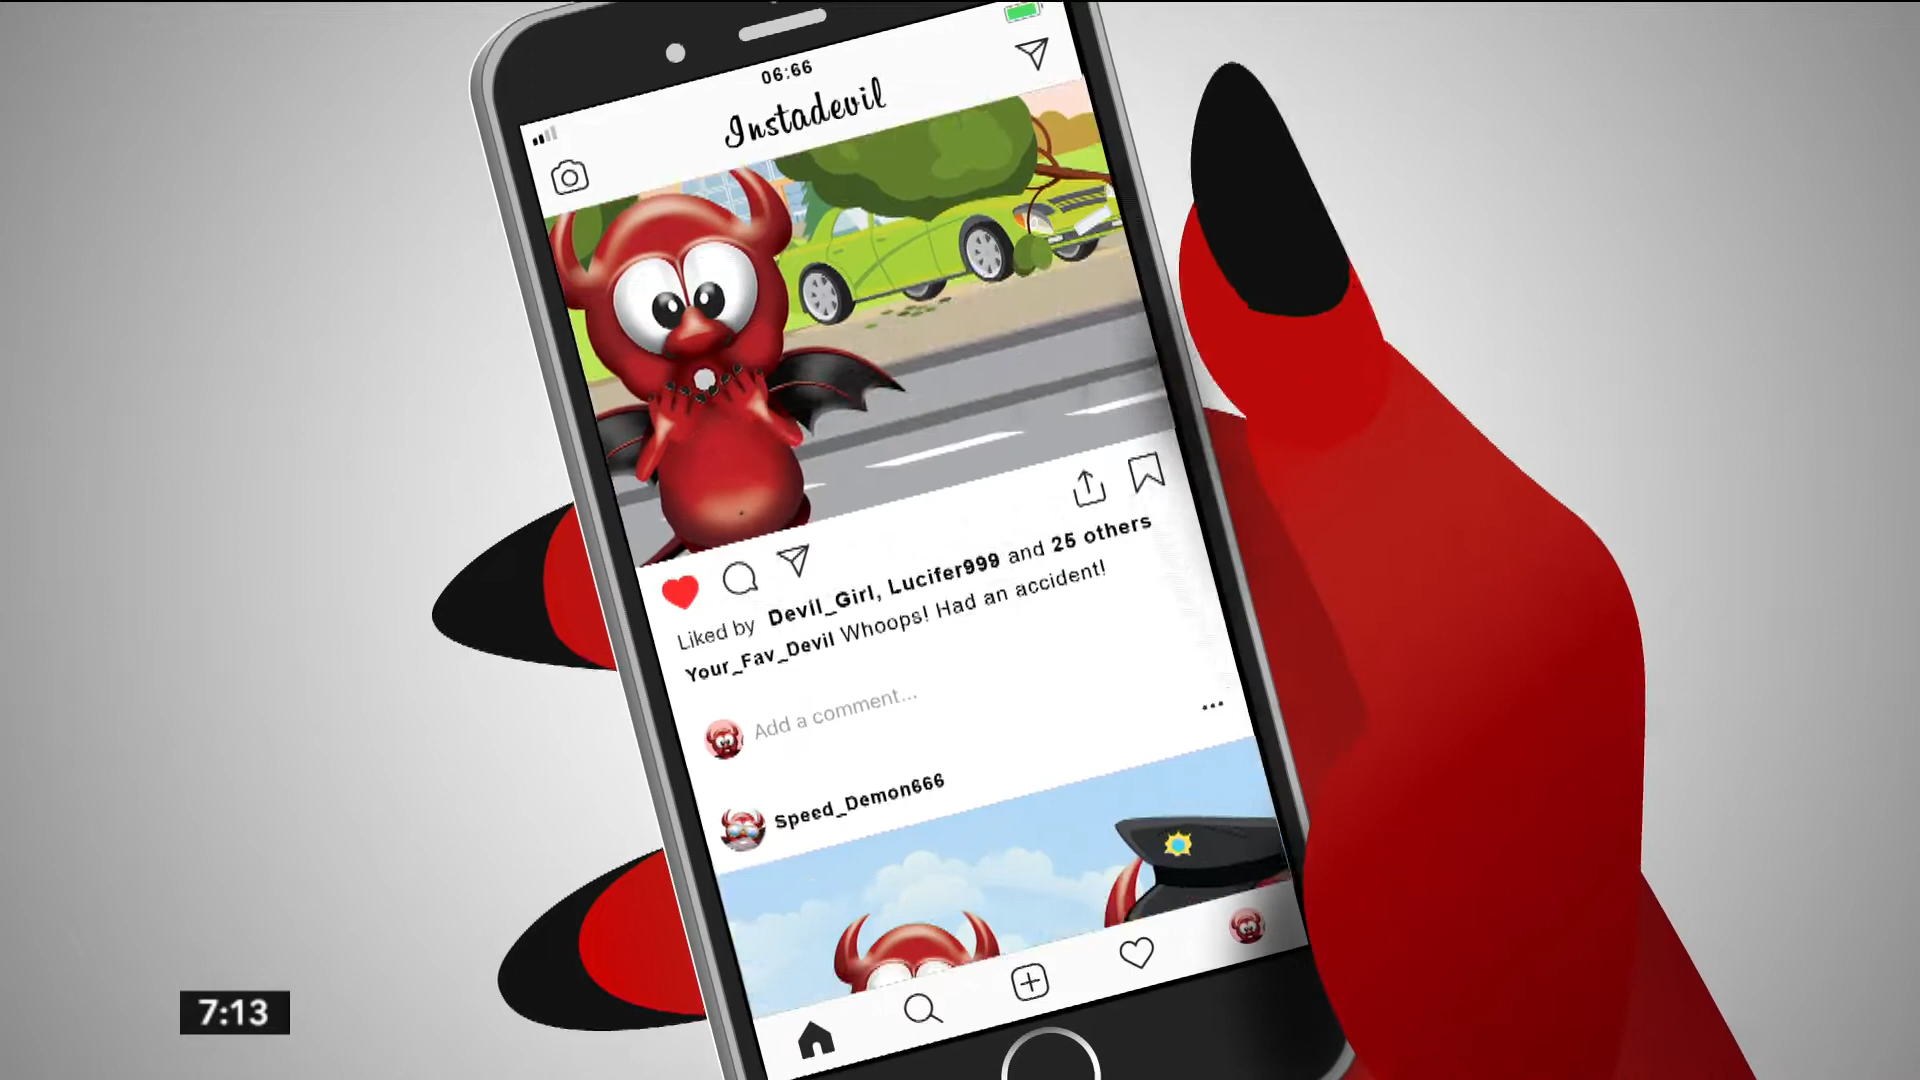 06:66
Instadevil
Liked by Devil_Girl, Lucifer999 and 25 others
Your_Fav_Devil Whoops! Had an accident!
Add a comment...
Speed_Demon666
7:13